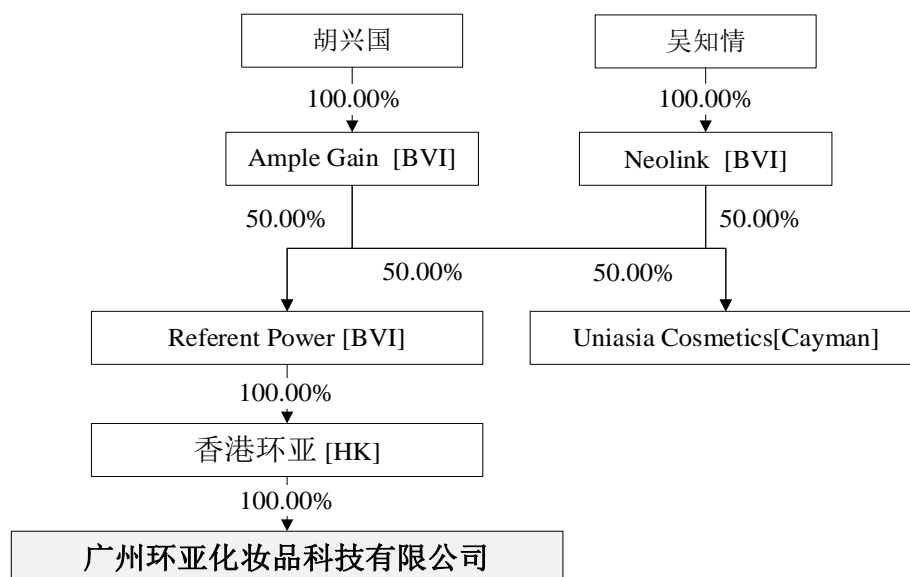 胡兴国
吴知情
100.00%
100.00%
Ample Gain [BVI]
Neolink [BVI]
50.00%
50.00%
50.00%
50.00%
Referent Power [BVI]
Uniasia Cosmetics[Cayman]
100.00%
香港环亚 [HK]
100.00%
广州环亚化妆品科技有限公司